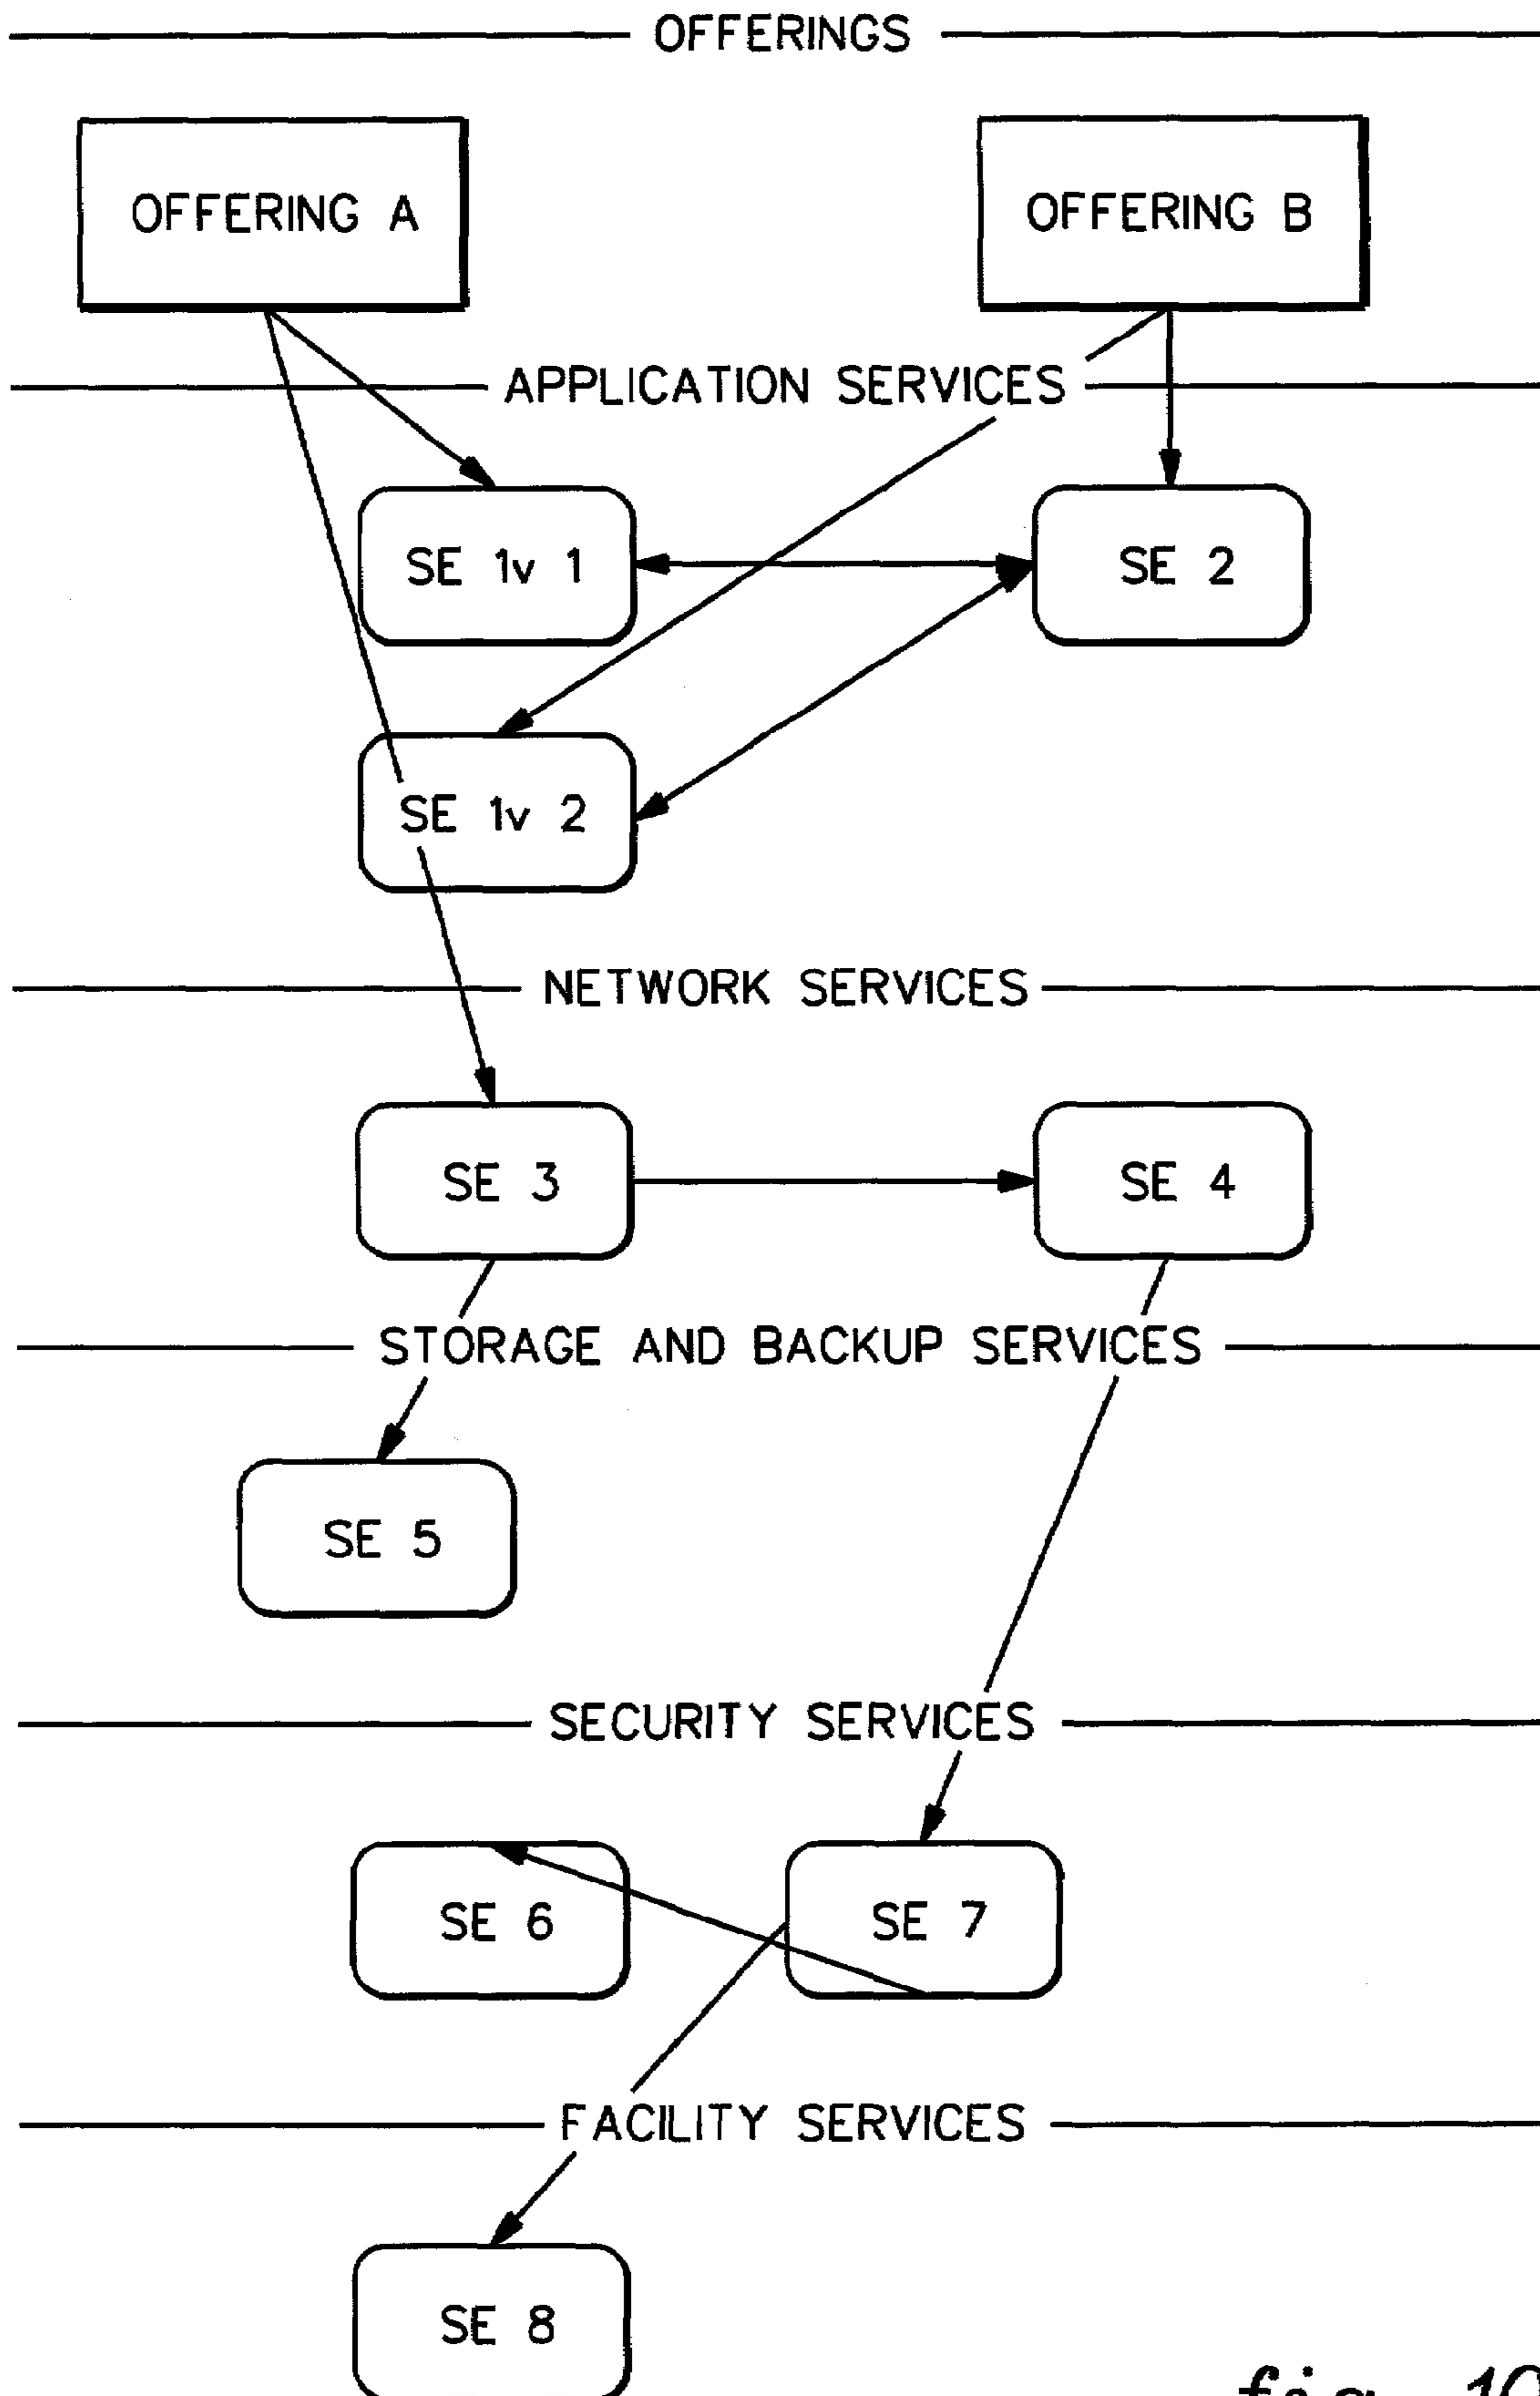 OFFERINGS
OFFERING A
OFFERING B
APPLICATION SERVICES
SE 1v 1
SE 2
SE 1v 2
NETWORK SERVICES
SE 3
SE 4
STORAGE AND BACKUP SERVICES
SE 5
SECURITY SERVICES
SE 6
SE 7
FACILITY SERVICES
SE 8